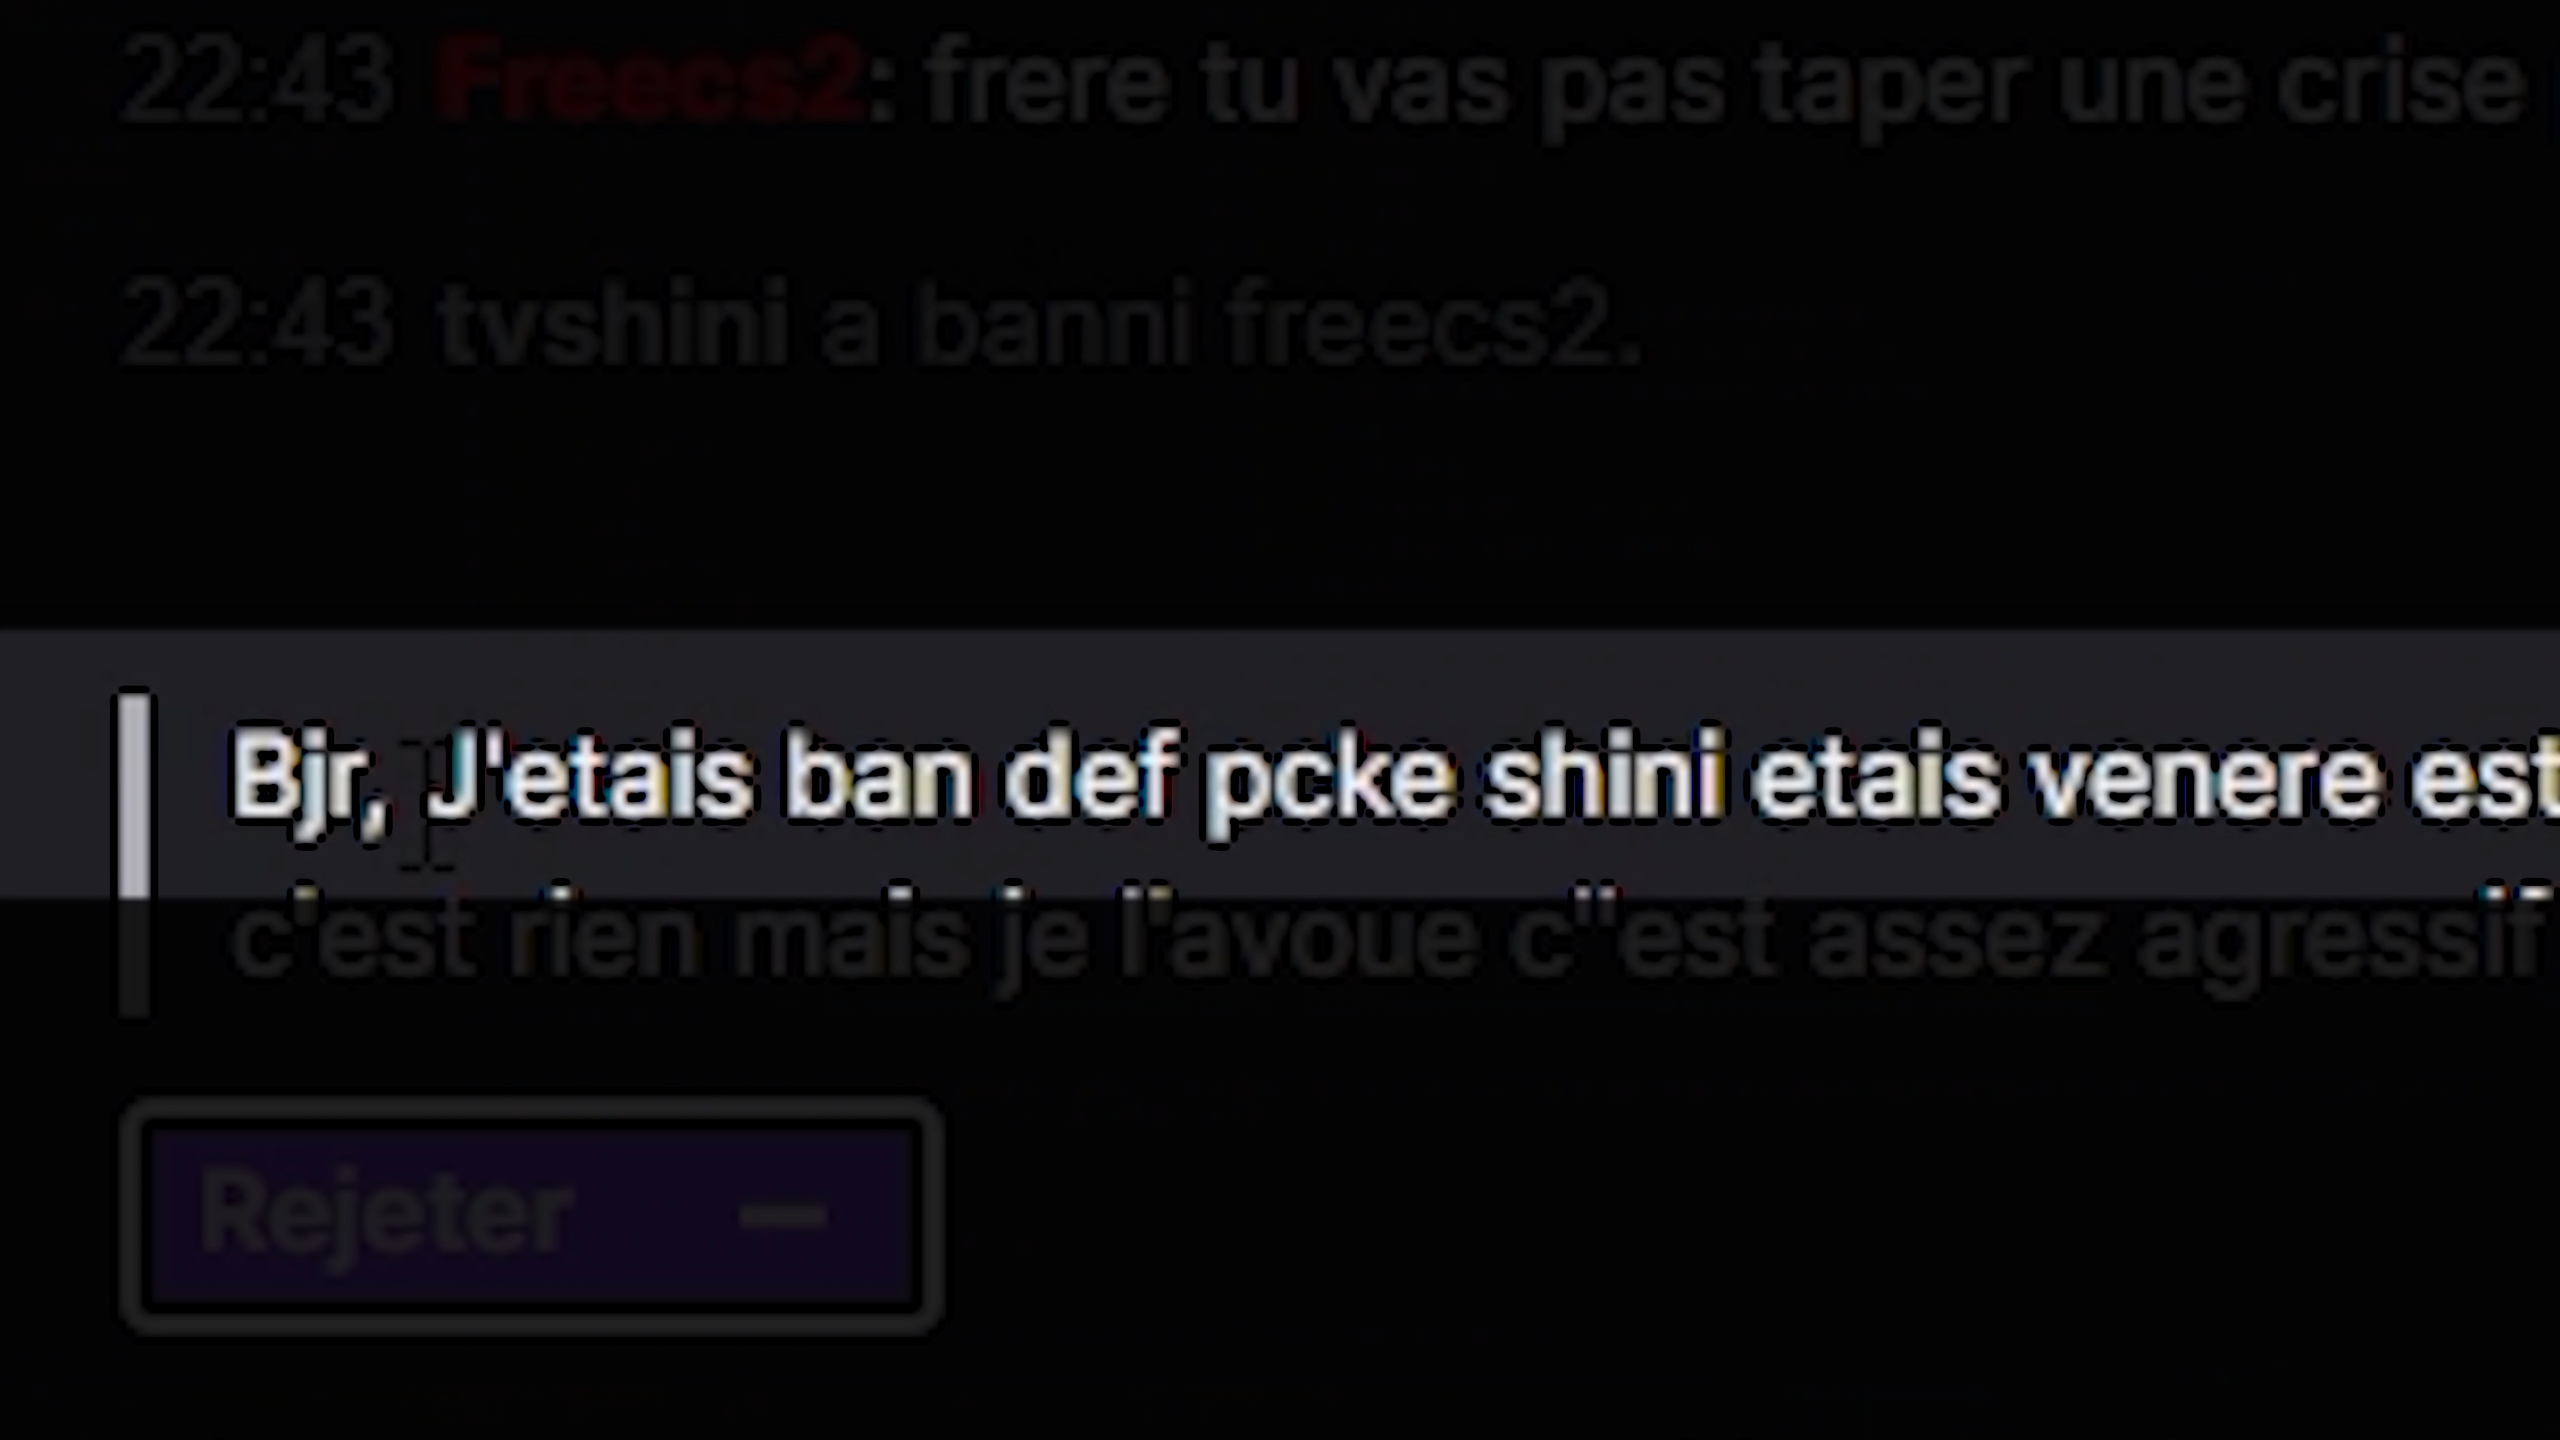 22:43 Freecs2: frere tu vas pas taper une crise
22:43 tvshini a banni freecs2.
Bjr, J'etais ban def pcke shini etais venere est
c'est rien mais je l'avoue c''est assez agressif
Rejeter